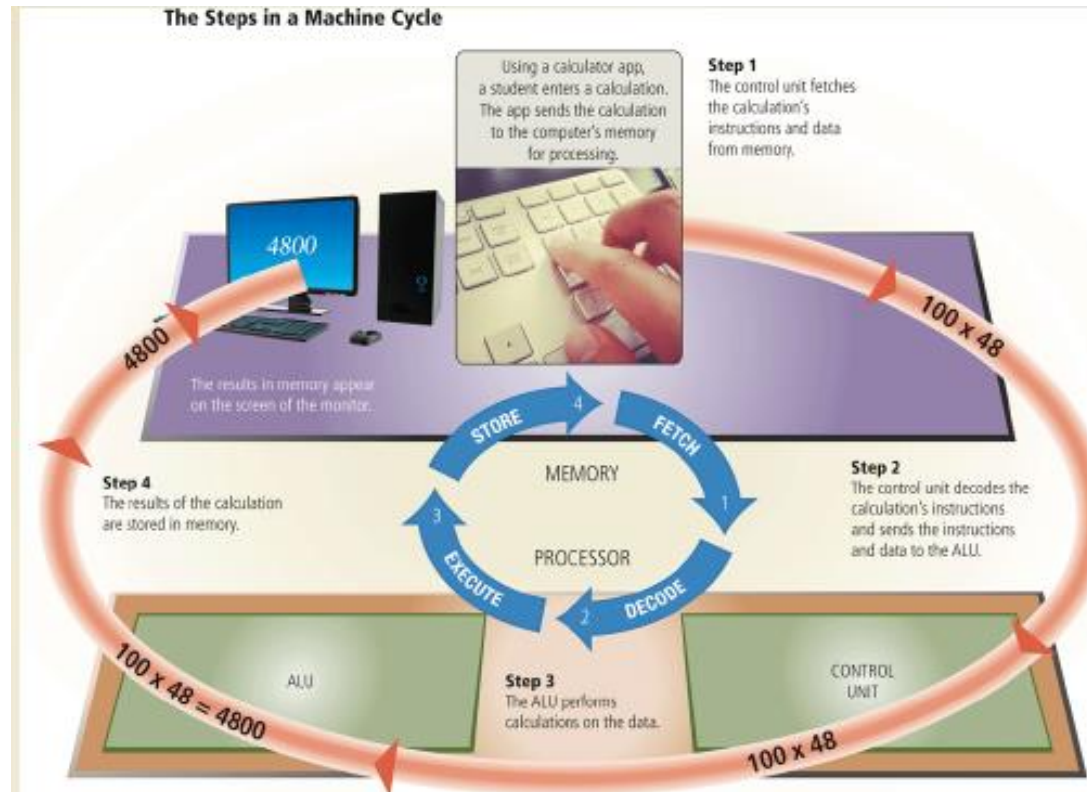 The Steps in a Machine Cycle
Using a calculator app,
a student enters a calculation.
The app sends the calculation
to the computer's memory
for processing.
Step 1
The control unit fetches
the calculation's
instructions and data
from memory.
4800
100 x 48
4800
The results in memory appear
on the screen of the monitor.
STORE
4
FETCH
1
MEMORY
Step 4
The results of the calculation
are stored in memory.
Step 2
The control unit decodes the
calculation's instructions
and sends the instructions
and data to the ALU.
3
EXECUTE
PROCESSOR
DECODE
2
ALU
CONTROL
UNIT
Step 3
The ALU performs
calculations on the data.
100 x 48 = 4800
100 x 48